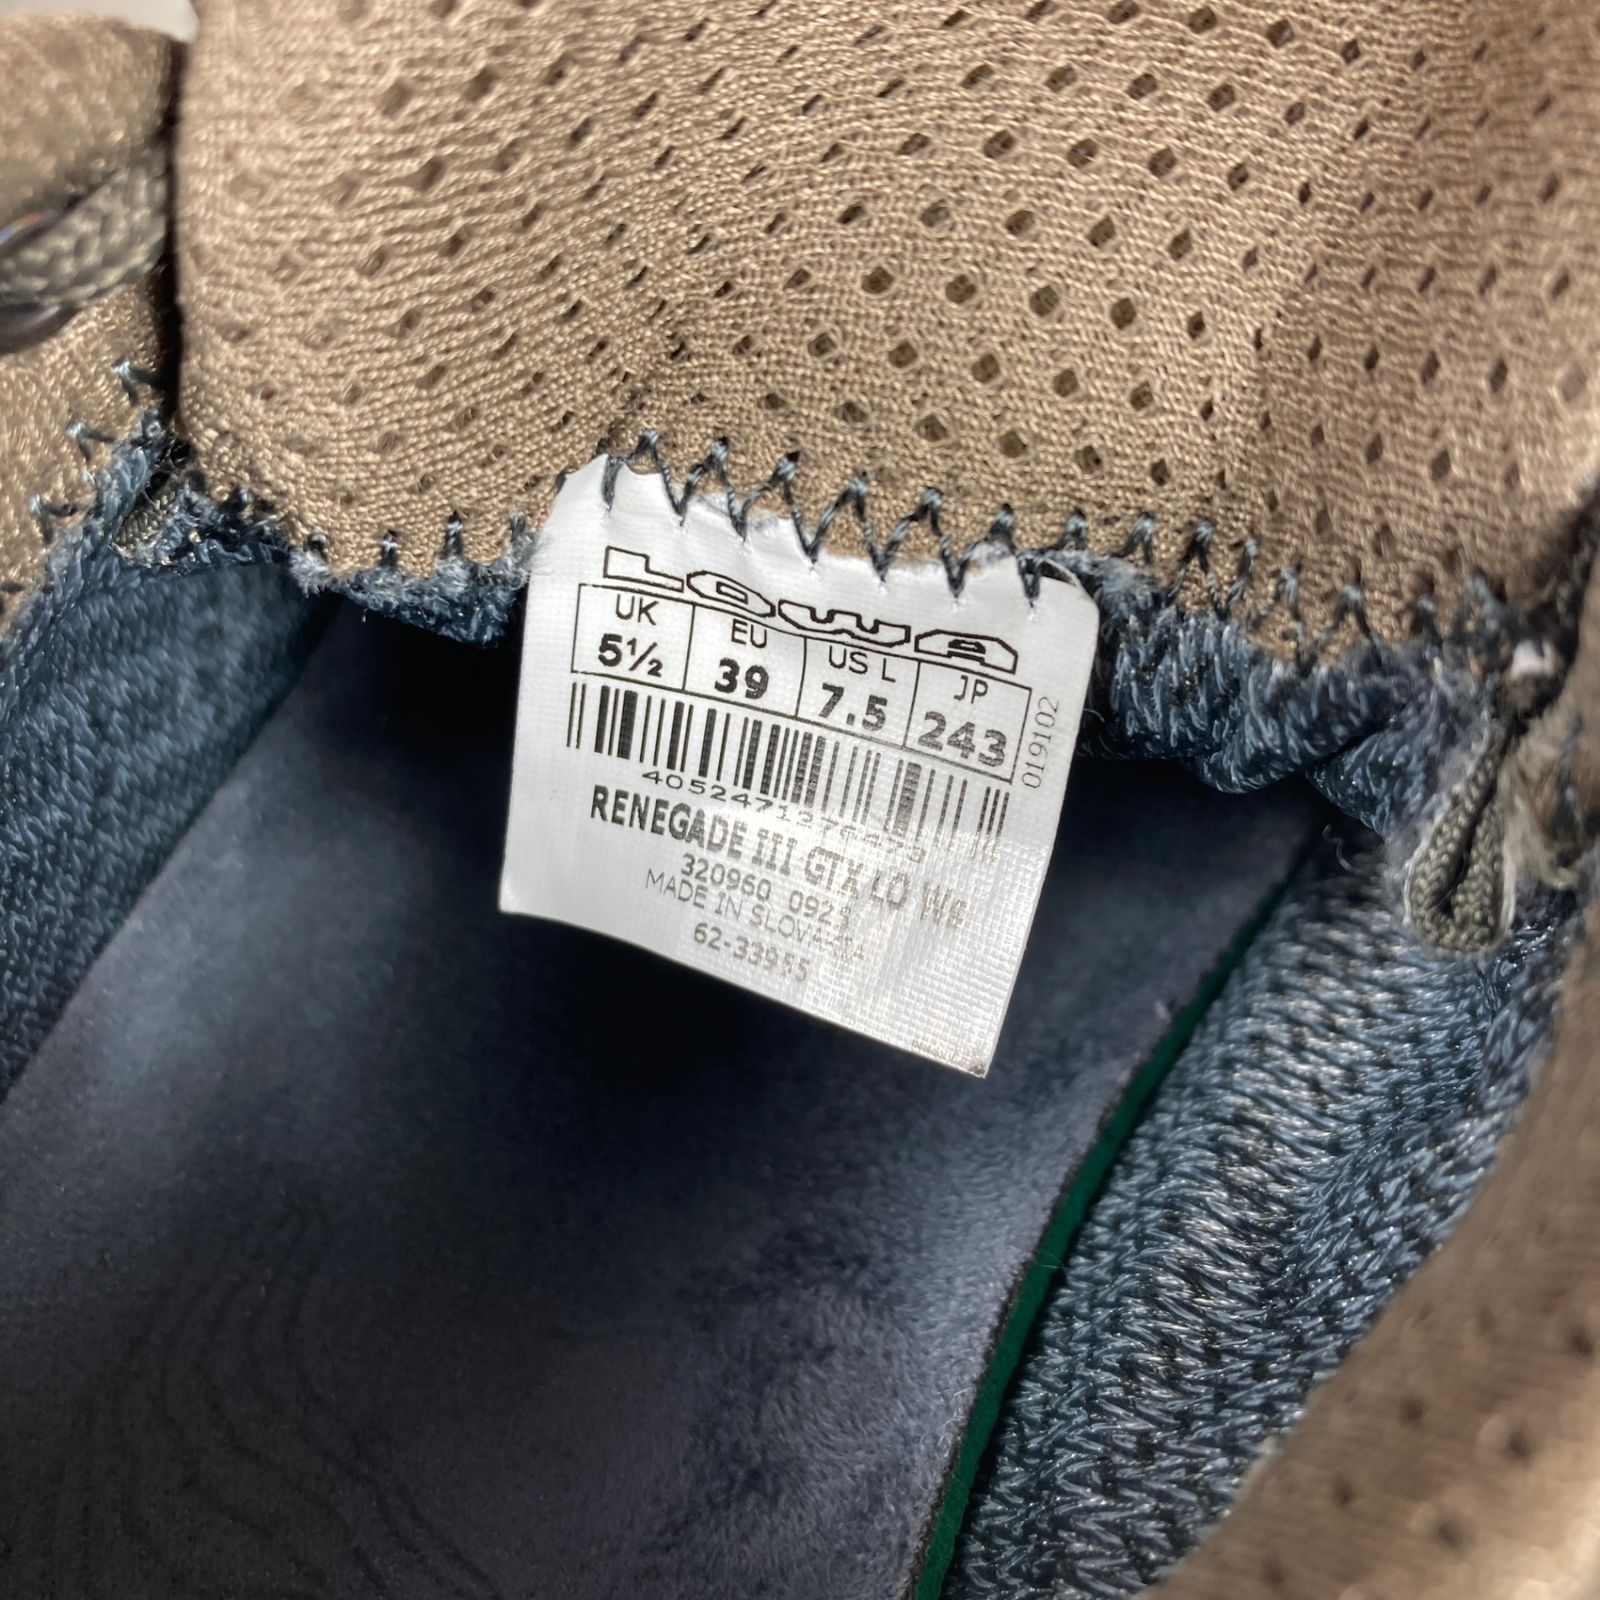 LOWA
UK EU US L JP
5½ 39 7.5 243
019102
RENEGADE III GTX LO Ws
320960 0925
MADE IN SLOVAKIA
62-33955